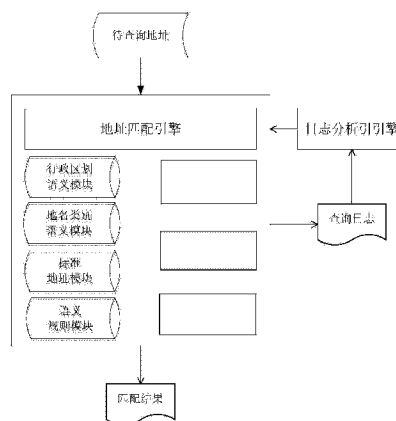 待查询地址
地址匹配引擎
日志分析引引擎
行政区划
语义模块
地名类别
语义模块
查询日志
标准
地址模块
语义
规则模块
匹配结果